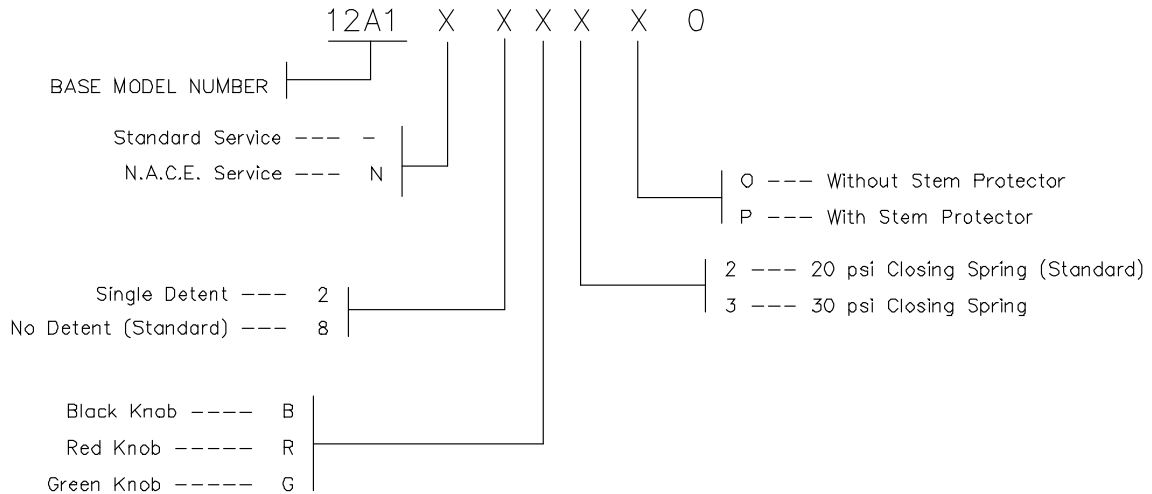 12A1 X X X X X 0
BASE MODEL NUMBER
Standard Service --- -
N.A.C.E. Service --- N
0 --- Without Stem Protector
P --- With Stem Protector
2 --- 20 psi Closing Spring (Standard)
3 --- 30 psi Closing Spring
Single Detent --- 2
No Detent (Standard) --- 8
Black Knob ---- B
Red Knob ----- R
Green Knob ----- G